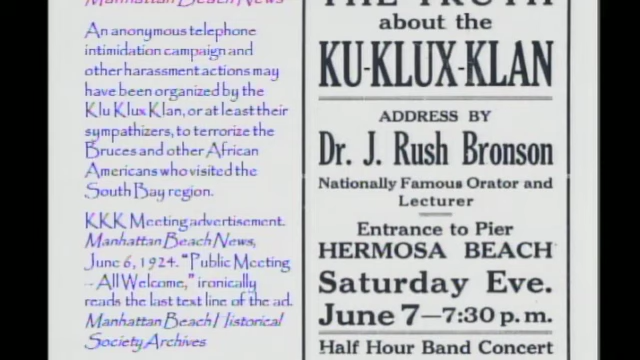 Manhattan Beach News
An anonymous telephone
intimidation campaign and
other harassment actions may
have been organized by the
Klu Klux Klan, or at least their
sympathizers, to terrorize the
Bruces and other African
Americans who visited the
South Bay region.
KKK Meeting advertisement.
Manhattan Beach News,
June 6, 1924. "Public Meeting
- All Welcome," ironically
reads the last text line of the ad.
Manhattan Beach Historical
Society Archives
THE TRUTH
about the
KU-KLUX-KLAN
ADDRESS BY
Dr. J. Rush Bronson
Nationally Famous Orator and
Lecturer
Entrance to Pier
HERMOSA BEACH
Saturday Eve.
June 7—7:30 p. m.
Half Hour Band Concert